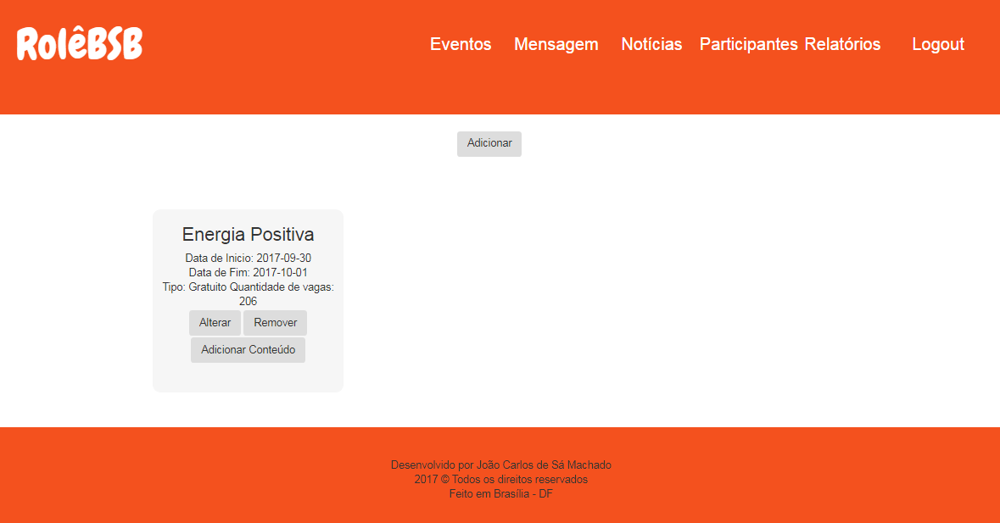 RolêBSB
Eventos Mensagem Notícias Participantes Relatórios Logout
Adicionar
Energia Positiva
Data de Inicio: 2017-09-30
Data de Fim: 2017-10-01
Tipo: Gratuito Quantidade de vagas:
206
Alterar Remover
Adicionar Conteúdo
Desenvolvido por João Carlos de Sá Machado
2017 © Todos os direitos reservados
Feito em Brasília - DF